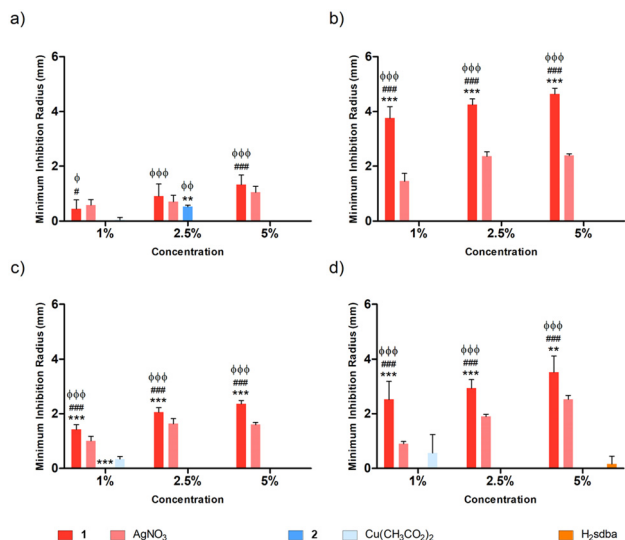 a)
Minimum Inhibition Radius (mm)
6
4
2
0
ϕ
#
ϕϕϕ
ϕϕ
**
ϕϕϕ
###
1% 2.5% 5%
Concentration
b)
Minimum Inhibition Radius (mm)
6
4
2
0
ϕϕϕ
###
***
ϕϕϕ
###
***
ϕϕϕ
###
***
1% 2.5% 5%
Concentration
c)
Minimum Inhibition Radius (mm)
6
4
2
0
ϕϕϕ
###
***
***
ϕϕϕ
###
***
ϕϕϕ
###
***
1% 2.5% 5%
Concentration
d)
Minimum Inhibition Radius (mm)
6
4
2
0
ϕϕϕ
###
***
ϕϕϕ
###
***
ϕϕϕ
###
**
1% 2.5% 5%
Concentration
1 AgNO₃ 2 Cu(CH₃CO₂)₂ H₂sdba